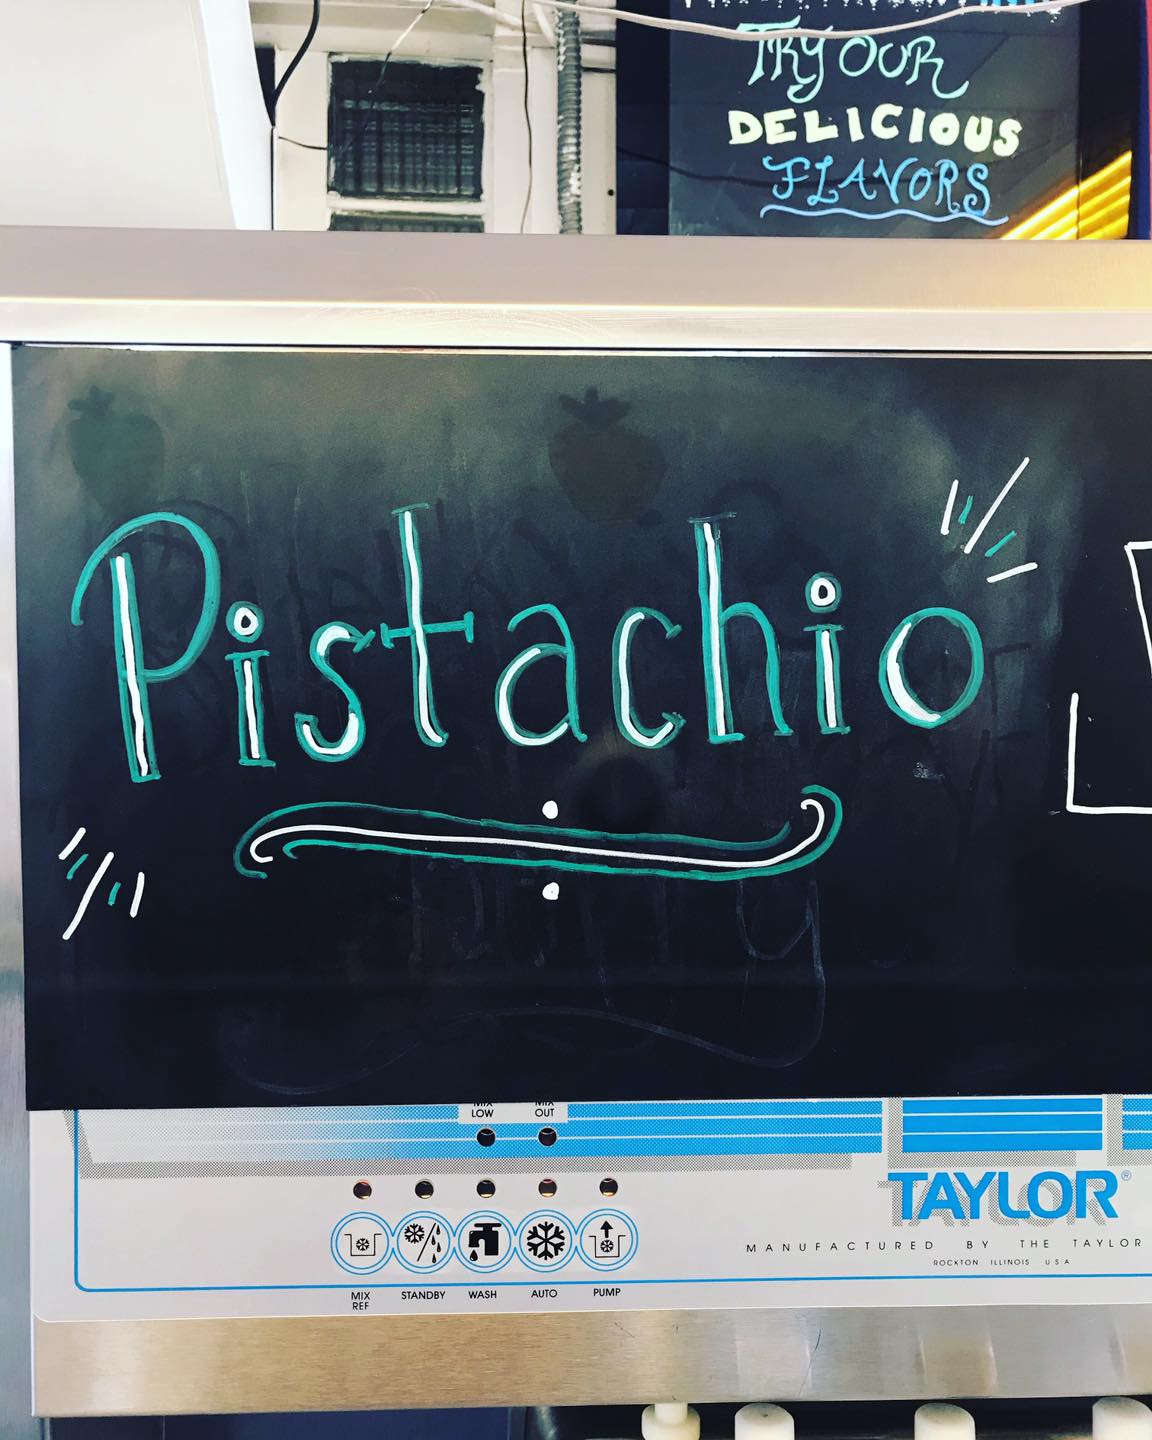 TRY OUR
DELICIOUS
FLAVORS
Pistachio
MIX LOW
MIX OUT
TAYLOR®
MANUFACTURED BY THE TAYLOR
ROCKTON ILLINOIS USA
MIX REF
STANDBY
WASH
AUTO
PUMP